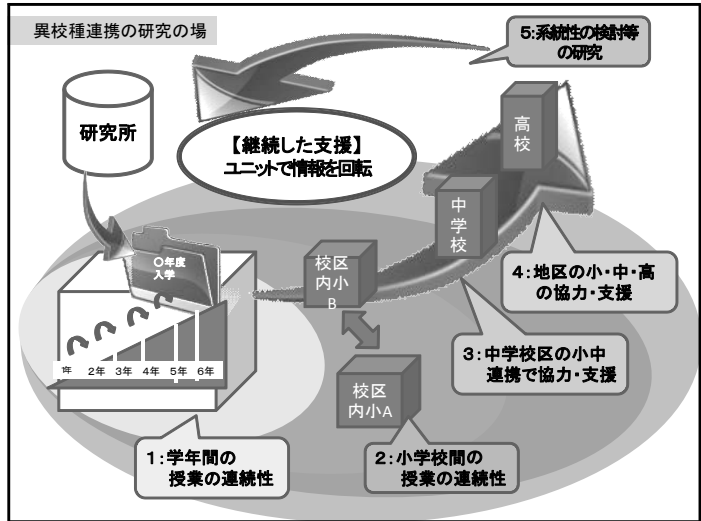 異校種連携の研究の場
5:系統性の検討等
の研究
研究所
【継続した支援】
ユニットで情報を回転
高校
中学校
〇年度
入学
校区
内小
B
4:地区の小・中・高
の協力・支援
3:中学校区の小中
連携で協力・支援
1年 2年 3年 4年 5年 6年
校区
内小A
1:学年間の
授業の連続性
2:小学校間の
授業の連続性